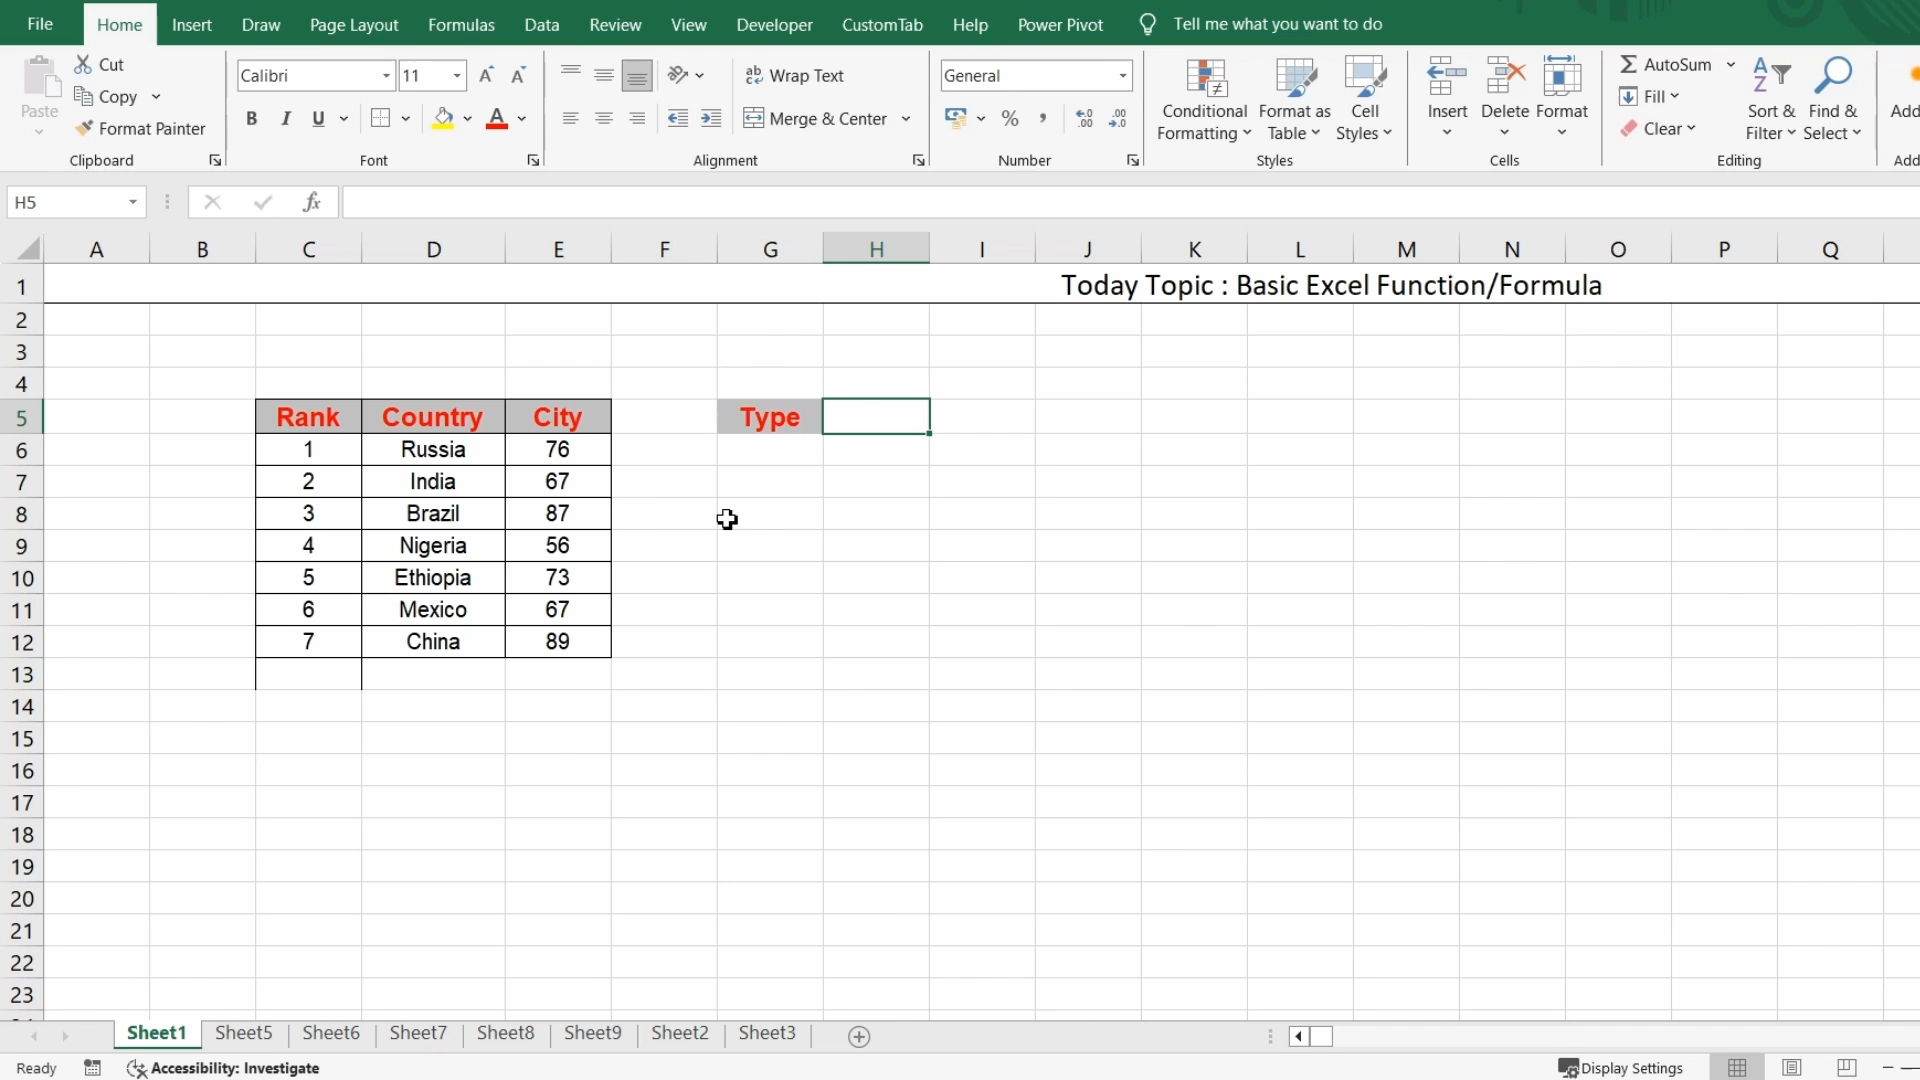 File Home Insert Draw Page Layout Formulas Data Review View Developer CustomTab Help Power Pivot Tell me what you want to do
Paste Cut Copy Format Painter
Calibri 11
B I U
Wrap Text
Merge & Center
General
Conditional Formatting Format as Table Cell Styles
Insert Delete Format
AutoSum Fill Clear
Sort & Filter Find & Select
Clipboard Font Alignment Number Styles Cells Editing
H5 fx
A B C D E F G H I J K L M N O P Q
1 Today Topic : Basic Excel Function/Formula
2
3
4
5 Rank Country City Type
6 1 Russia 76
7 2 India 67
8 3 Brazil 87
9 4 Nigeria 56
10 5 Ethiopia 73
11 6 Mexico 67
12 7 China 89
13
14
15
16
17
18
19
20
21
22
23
Sheet1 Sheet5 Sheet6 Sheet7 Sheet8 Sheet9 Sheet2 Sheet3
Ready Accessibility: Investigate Display Settings